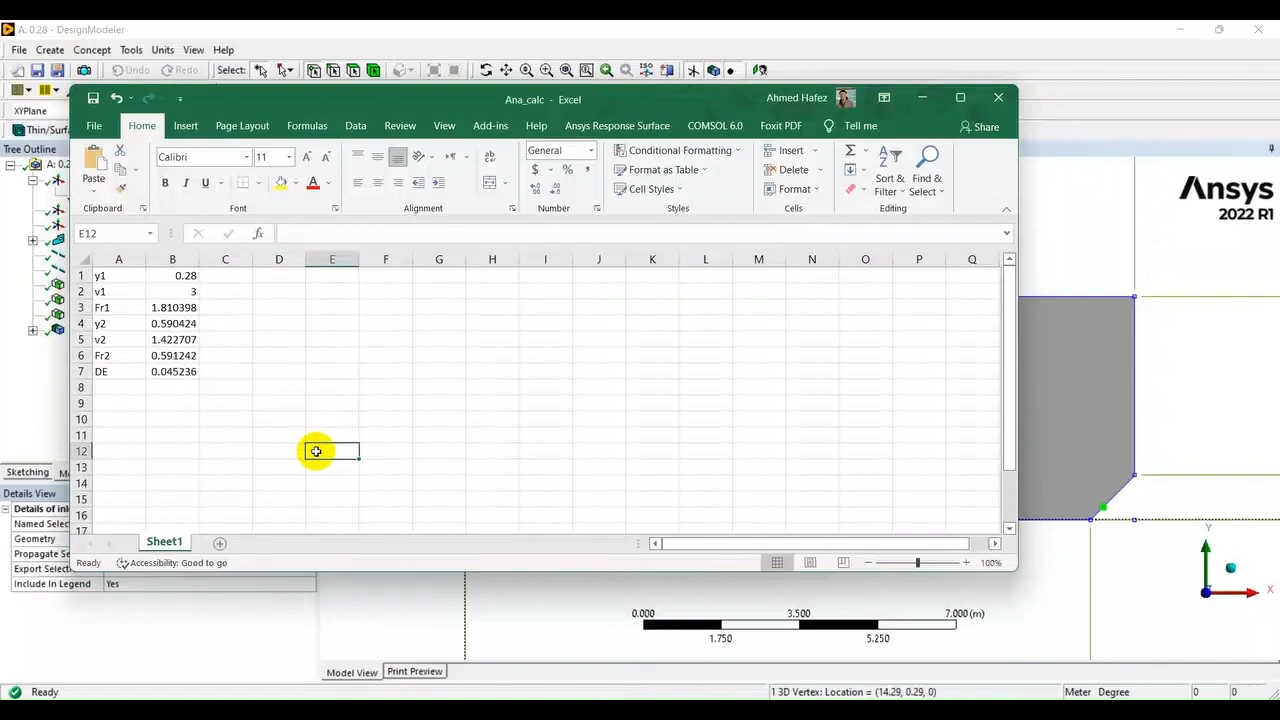 A: 0.28 - DesignModeler
File Create Concept Tools Units View Help
Undo Redo Select:
XYPlane
Thin/Surfa
Tree Outline
A: 0.2
Ana_calc - Excel Ahmed Hafez
File Home Insert Page Layout Formulas Data Review View Add-ins Help Ansys Response Surface COMSOL 6.0 Foxit PDF Tell me Share
Paste Calibri 11 General Conditional Formatting Insert
B I U A $ % , Format as Table Delete Sort & Find &
Cell Styles Format Filter Select
Clipboard Font Alignment Number Styles Cells Editing
E12 fx
A B C D E F G H I J K L M N O P Q
1 y1 0.28
2 v1 3
3 Fr1 1.810398
4 y2 0.590424
5 v2 1.422707
6 Fr2 0.591242
7 DE 0.045236
8
9
10
11
12
13
14
15
16
17
Sheet1
Ready Accessibility: Good to go 100%
Ansys
2022 R1
Sketching Mo
Details View
Details of inl
Named Selec
Geometry
Propagate Se
Export Select
Include In Legend Yes
0.000 3.500 7.000 (m)
1.750 5.250
Y
X
Model View Print Preview
Ready 1 3D Vertex: Location = (14.29, 0.29, 0) Meter Degree 0 0